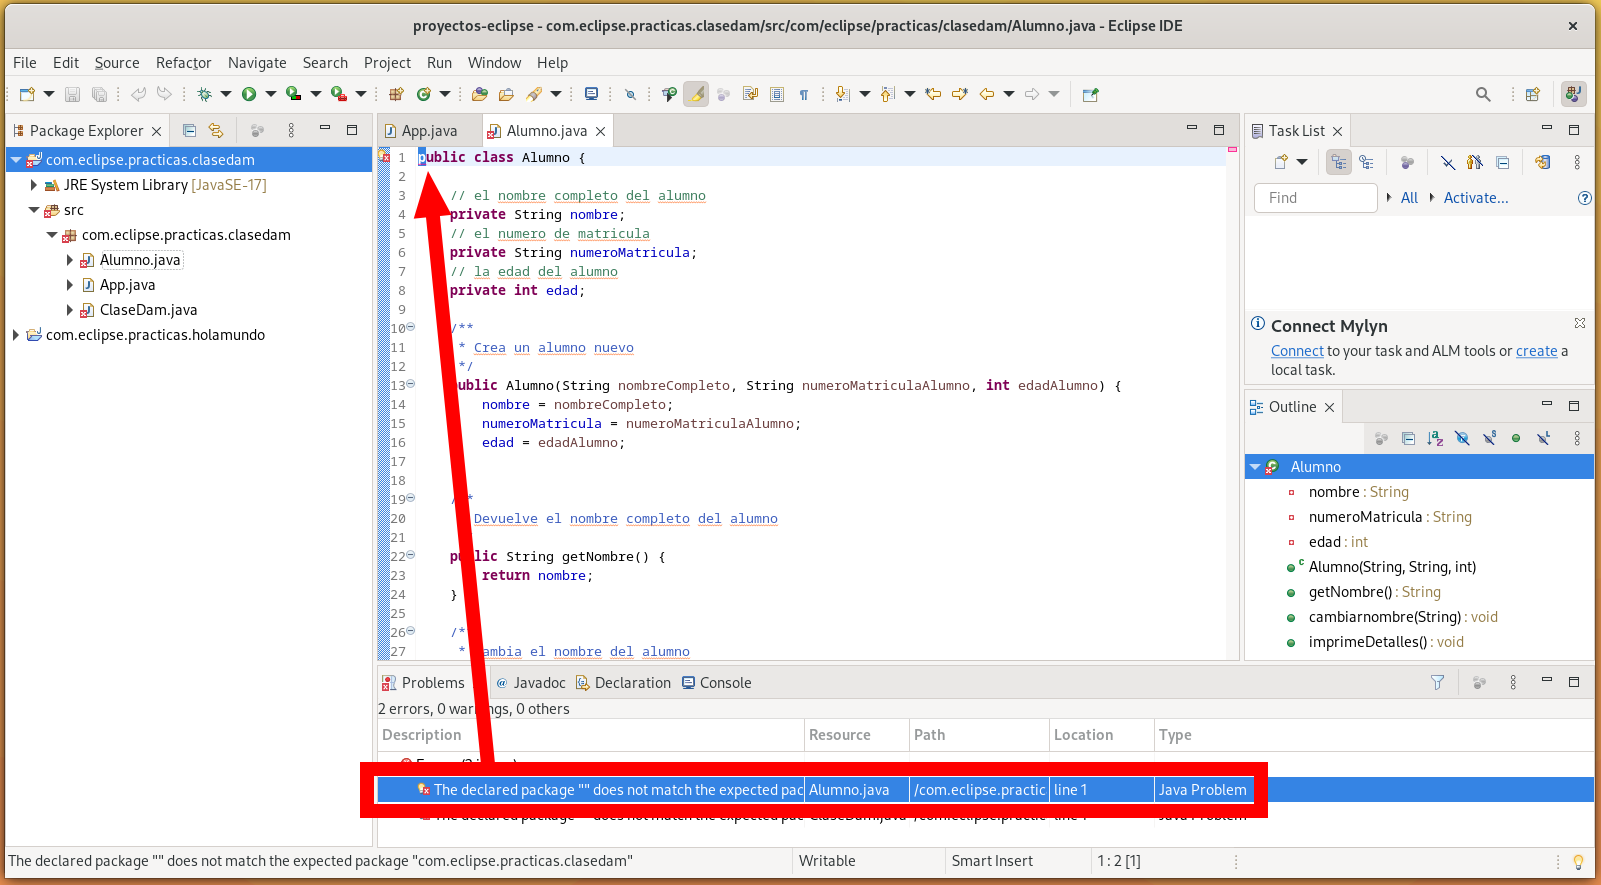 proyectos-eclipse - com.eclipse.practicas.clasedam/src/com/eclipse/practicas/clasedam/Alumno.java - Eclipse IDE
File Edit Source Refactor Navigate Search Project Run Window Help
Package Explorer
com.eclipse.practicas.clasedam
JRE System Library [JavaSE-17]
src
com.eclipse.practicas.clasedam
Alumno.java
App.java
ClaseDam.java
com.eclipse.practicas.holamundo
App.java Alumno.java
1 public class Alumno {
2
3 // el nombre completo del alumno
4 private String nombre;
5 // el numero de matricula
6 private String numeroMatricula;
7 // la edad del alumno
8 private int edad;
9
10 /**
11 * Crea un alumno nuevo
12 */
13 public Alumno(String nombreCompleto, String numeroMatriculaAlumno, int edadAlumno) {
14 nombre = nombreCompleto;
15 numeroMatricula = numeroMatriculaAlumno;
16 edad = edadAlumno;
17
18
19 / *
20 Devuelve el nombre completo del alumno
21
22 public String getNombre() {
23 return nombre;
24 }
25
26 /*
27 * ambia el nombre del alumno
Task List
Find All Activate...
Connect Mylyn
Connect to your task and ALM tools or create a
local task.
Outline
Alumno
nombre : String
numeroMatricula : String
edad : int
Alumno(String, String, int)
getNombre() : String
cambiarnombre(String) : void
imprimeDetalles() : void
Problems @ Javadoc Declaration Console
2 errors, 0 warnings, 0 others
Description Resource Path Location Type
The declared package "" does not match the expected pac Alumno.java /com.eclipse.practic line 1 Java Problem
The declared package "" does not match the expected pac ClaseDam.java /com.eclipse.practic line 1 Java Problem
The declared package "" does not match the expected package "com.eclipse.practicas.clasedam" Writable Smart Insert 1 : 2 [1]